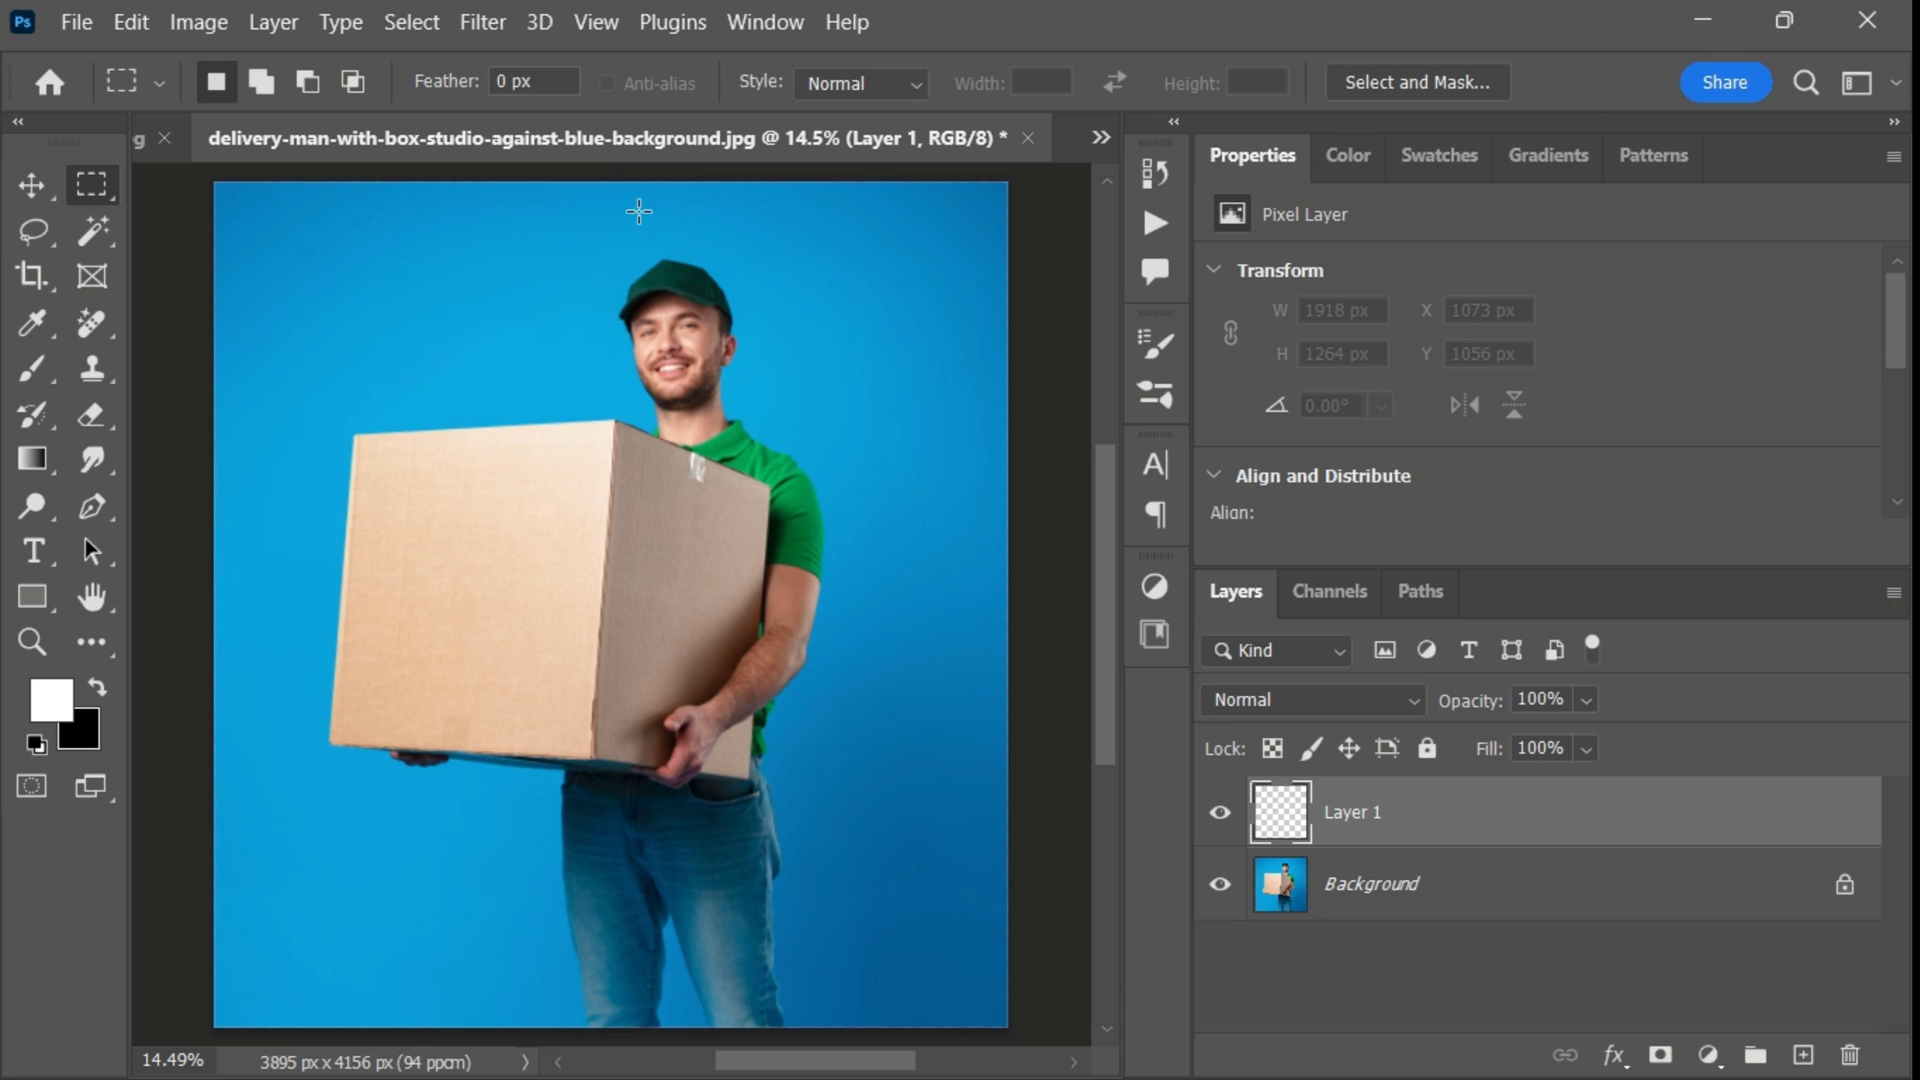 Ps File Edit Image Layer Type Select Filter 3D View Plugins Window Help
Feather: 0 px Anti-alias Style: Normal Width: Height: Select and Mask... Share
g delivery-man-with-box-studio-against-blue-background.jpg @ 14.5% (Layer 1, RGB/8) *
Properties Color Swatches Gradients Patterns
Pixel Layer
Transform
W 1918 px X 1073 px
H 1264 px Y 1056 px
0.00°
Align and Distribute
Align:
Layers Channels Paths
Kind
Normal Opacity: 100%
Lock: Fill: 100%
Layer 1
Background
14.49% 3895 px x 4156 px (94 ppcm)